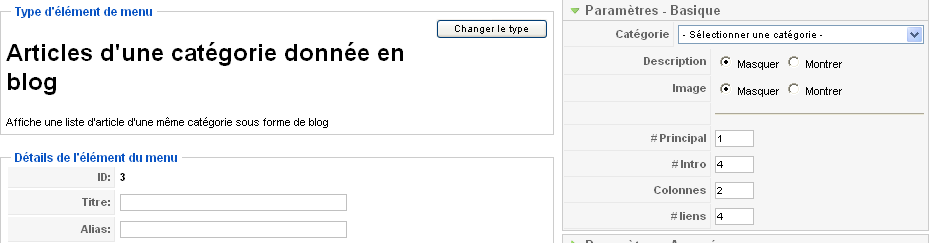 Type d'élément de menu
Changer le type
Articles d'une catégorie donnée en
blog
Affiche une liste d'article d'une même catégorie sous forme de blog
Détails de l'élément du menu
ID: 3
Titre:
Alias:
Paramètres - Basique
Catégorie - Sélectionner une catégorie -
Description Masquer Montrer
Image Masquer Montrer
# Principal 1
# Intro 4
Colonnes 2
# liens 4